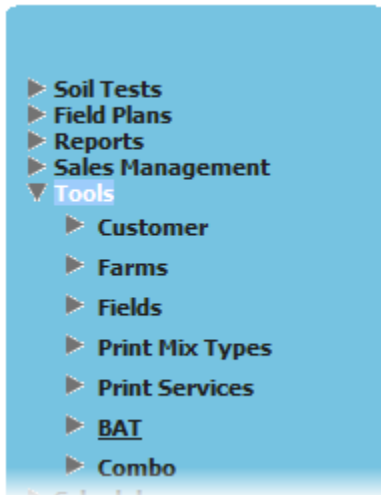 Soil Tests
Field Plans
Reports
Sales Management
Tools
Customer
Farms
Fields
Print Mix Types
Print Services
BAT
Combo